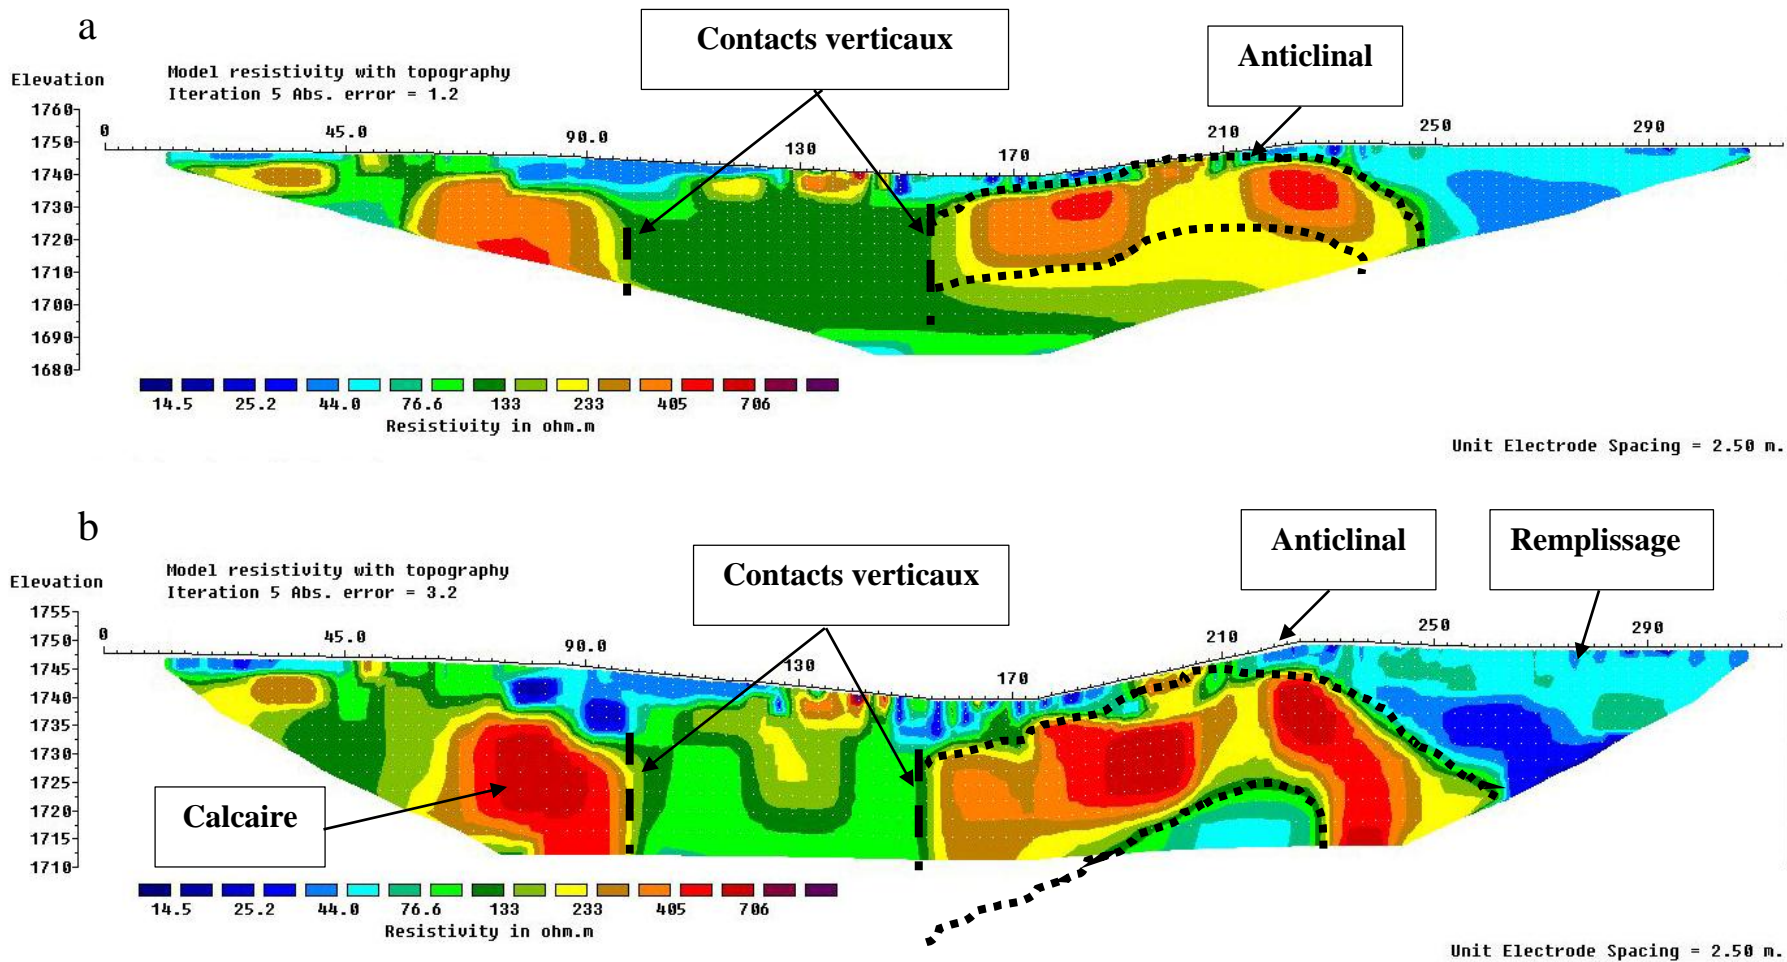 a
Contacts verticaux
Anticlinal
Elevation
Model resistivity with topography
Iteration 5 Abs. error = 1.2
1760
1750
1740
1730
1720
1710
1700
1690
1680
0 45.0 90.0 130 170 210 250 290
14.5 25.2 44.0 76.6 133 233 405 706
Resistivity in ohm.m
Unit Electrode Spacing = 2.50 m.
b
Contacts verticaux
Anticlinal
Remplissage
Elevation
Model resistivity with topography
Iteration 5 Abs. error = 3.2
1755
1750
1745
1740
1735
1730
1725
1720
1715
1710
0 45.0 90.0 130 170 210 250 290
Calcaire
14.5 25.2 44.0 76.6 133 233 405 706
Resistivity in ohm.m
Unit Electrode Spacing = 2.50 m.